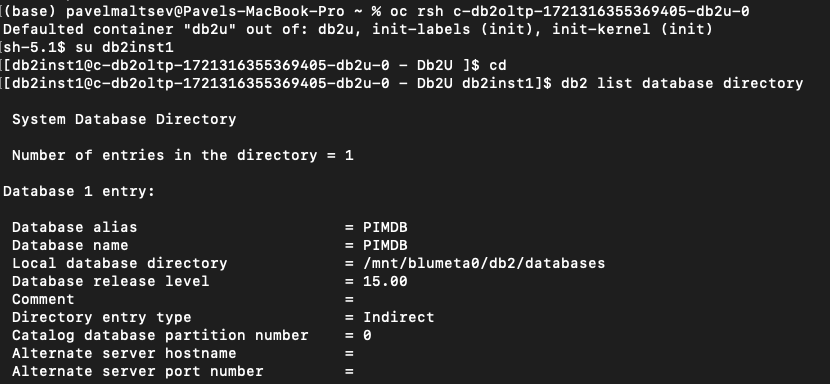 [(base) pavelmaltsev@Pavels-MacBook-Pro ~ % oc rsh c-db2oltp-1721316355369405-db2u-0
Defaulted container "db2u" out of: db2u, init-labels (init), init-kernel (init)
[sh-5.1$ su db2inst1
[[db2inst1@c-db2oltp-1721316355369405-db2u-0 - Db2U ]$ cd
[[db2inst1@c-db2oltp-1721316355369405-db2u-0 - Db2U db2inst1]$ db2 list database directory
System Database Directory
Number of entries in the directory = 1
Database 1 entry:
Database alias = PIMDB
Database name = PIMDB
Local database directory = /mnt/blumeta0/db2/databases
Database release level = 15.00
Comment =
Directory entry type = Indirect
Catalog database partition number = 0
Alternate server hostname =
Alternate server port number =